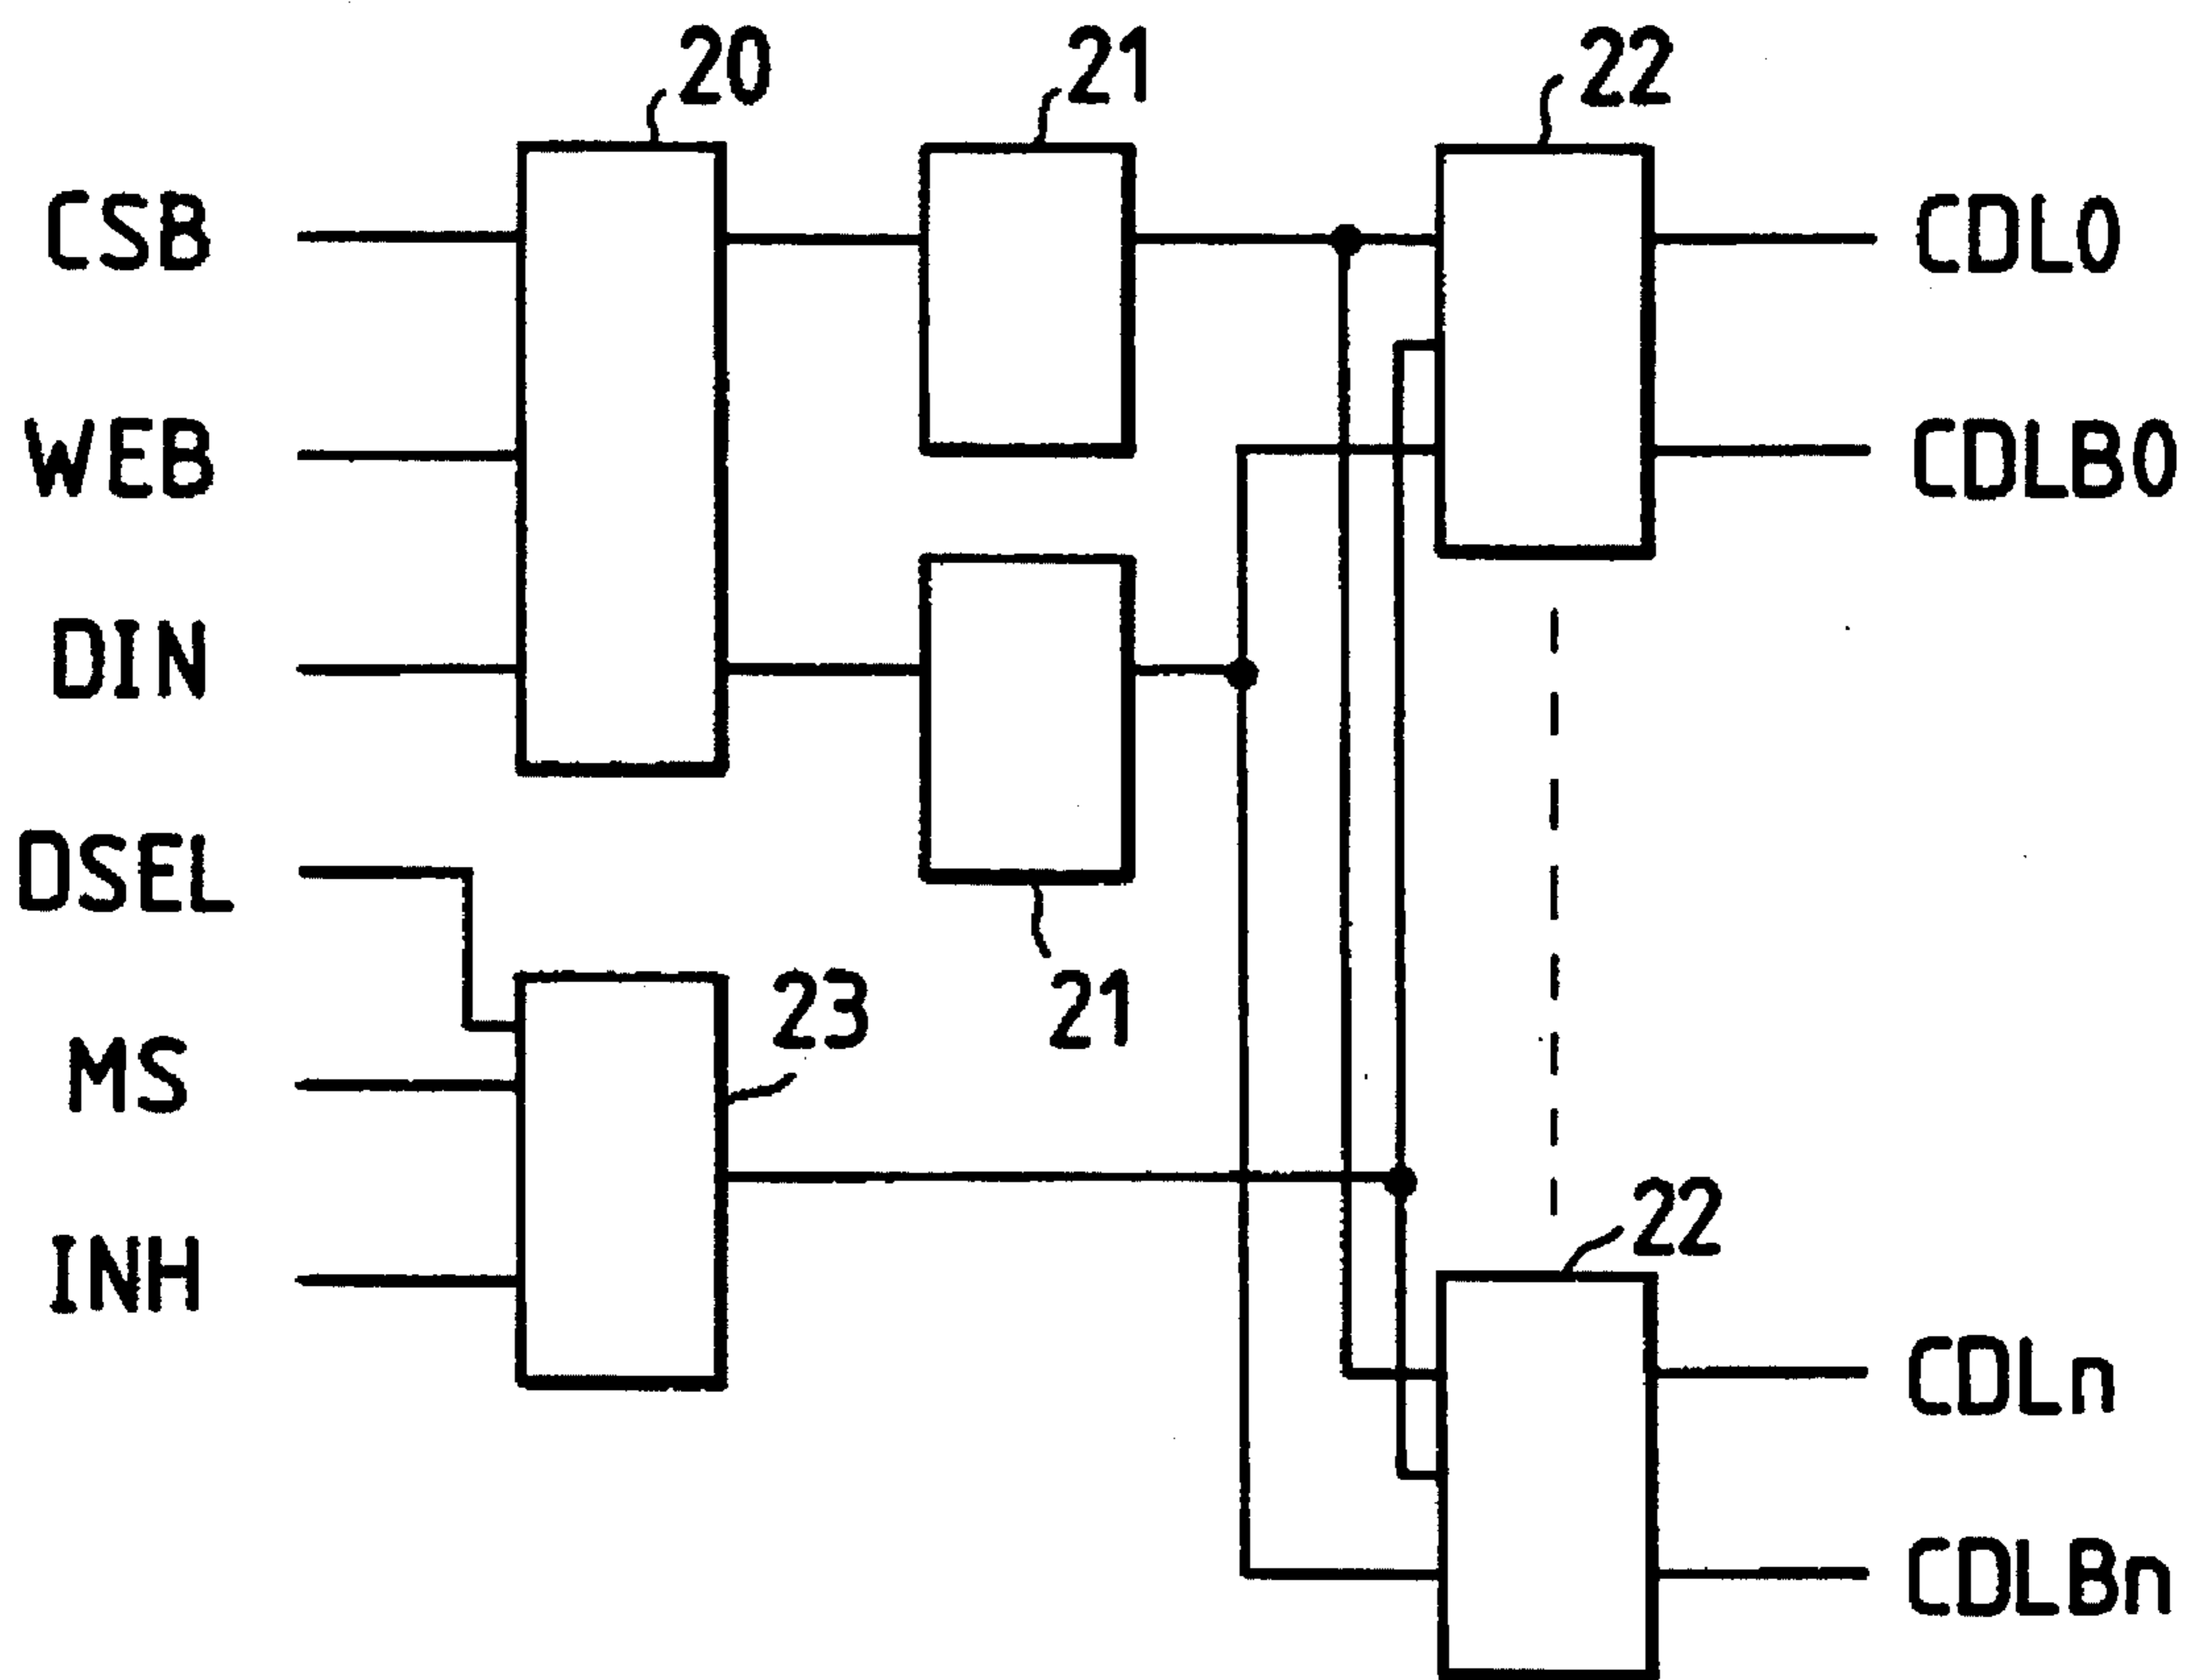 20
21
22
CSB
CDL0
WEB
CDLB0
DIN
DSEL
23
21
MS
22
INH
CDLn
CDLBn